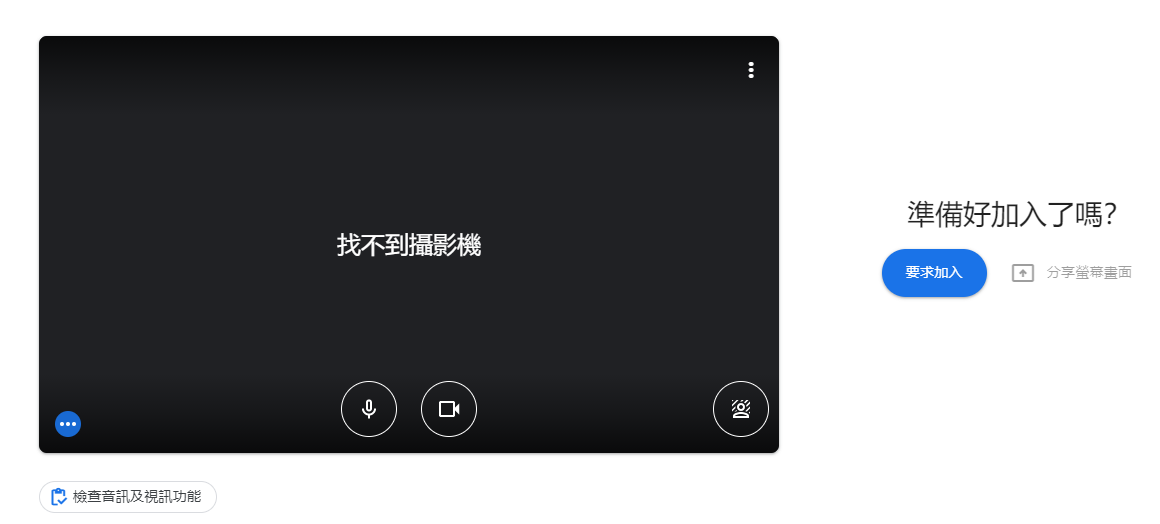 找不到攝影機
準備好加入了嗎?
要求加入
分享螢幕畫面
檢查音訊及視訊功能